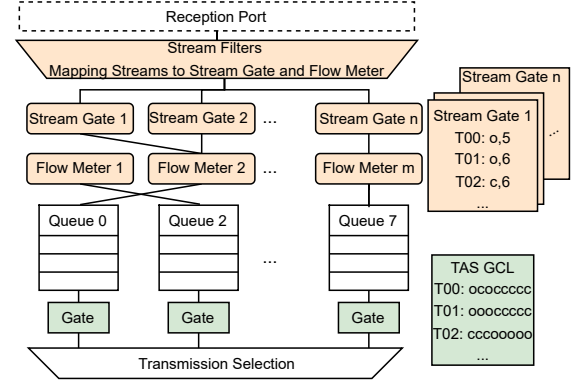 Reception Port
Stream Filters
Mapping Streams to Stream Gate and Flow Meter
Stream Gate 1
Stream Gate 2
...
Stream Gate n
Flow Meter 1
Flow Meter 2
...
Flow Meter m
Queue 0
Queue 2
...
Queue 7
Gate
Gate
Gate
Transmission Selection
Stream Gate n
...
Stream Gate 1
T00: o,5
T01: o,6
T02: c,6
...
TAS GCL
T00: ococcccc
T01: oooccccc
T02: cccooooo
...